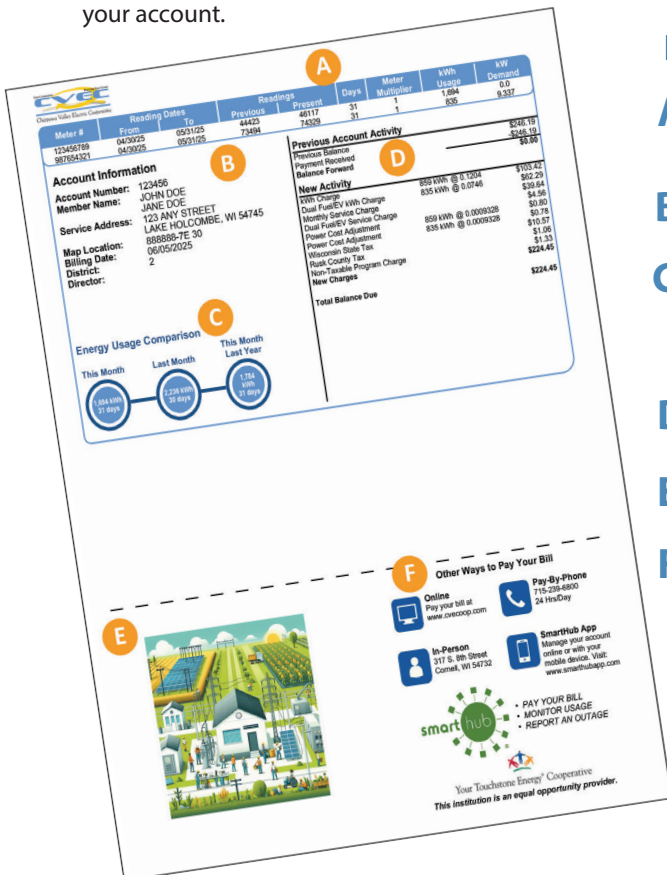 your account.
A
CVEC
Chippewa Valley Electric Cooperative
Meter # Reading Dates From To Readings Previous Present Days Meter Multiplier kWh Usage kW Demand
123456789 04/30/25 05/31/25 44423 46117 31 1 1,694 0.0
987654321 04/30/25 05/31/25 73494 74329 31 1 835 9.337
Account Information B
Account Number: 123456
Member Name: JOHN DOE
JANE DOE
Service Address: 123 ANY STREET
LAKE HOLCOMBE, WI 54745
Map Location: 888888-7E 30
Billing Date: 06/05/2025
District: 2
Director:
Previous Account Activity
Previous Balance $246.19
Payment Received -$246.19
Balance Forward $0.00
D
New Activity
kWh Charge 859 kWh @ 0.1204 $103.42
Dual Fuel/EV kWh Charge 835 kWh @ 0.0746 $62.29
Monthly Service Charge $39.64
Dual Fuel/EV Service Charge $4.56
Power Cost Adjustment 859 kWh @ 0.0009328 $0.80
Power Cost Adjustment 835 kWh @ 0.0009328 $0.78
Wisconsin State Tax $10.57
Rusk County Tax $1.06
Non-Taxable Program Charge $1.33
New Charges $224.45
Total Balance Due $224.45
C
Energy Usage Comparison
This Month Last Month This Month Last Year
31 days
2,236 kWh
30 days
1,784
kWh
31 days
E
F Other Ways to Pay Your Bill
Online
Pay your bill at
www.cvecoop.com
Pay-By-Phone
715-239-6800
24 Hrs/Day
In-Person
317 S. 8th Street
Cornell, WI 54732
SmartHub App
Manage your account
online or with your
mobile device. Visit:
www.smarthubapp.com
smart hub
• PAY YOUR BILL
• MONITOR USAGE
• REPORT AN OUTAGE
Your Touchstone Energy® Cooperative
This institution is an equal opportunity provider.